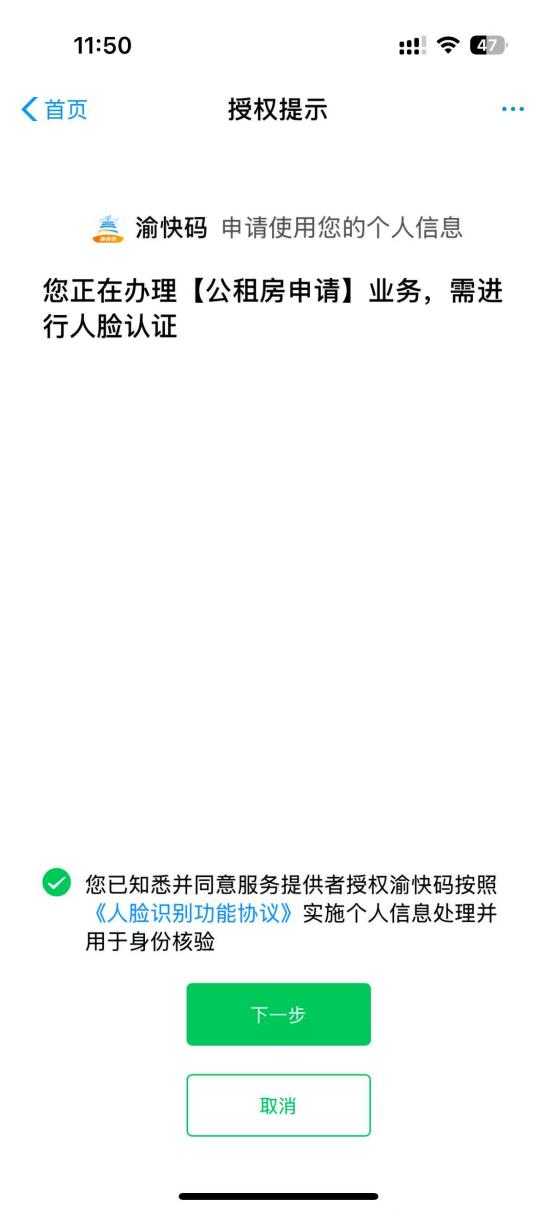 11:50
47
首页
授权提示
渝快码 申请使用您的个人信息
您正在办理【公租房申请】业务，需进
行人脸认证
您已知悉并同意服务提供者授权渝快码按照
《人脸识别功能协议》实施个人信息处理并
用于身份核验
下一步
取消